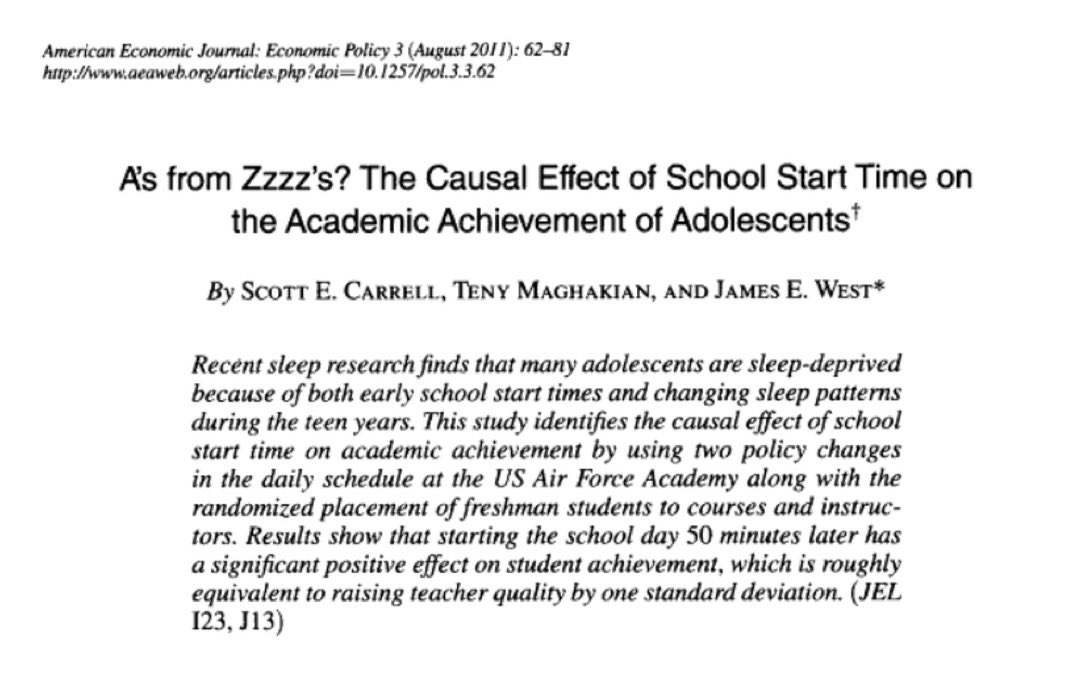 American Economic Journal: Economic Policy 3 (August 2011): 62–81
http://www.aeaweb.org/articles.php?doi=10.1257/pol.3.3.62
A's from Zzzz's? The Causal Effect of School Start Time on
the Academic Achievement of Adolescents†
By Scott E. Carrell, Teny Maghakian, and James E. West*
Recent sleep research finds that many adolescents are sleep-deprived
because of both early school start times and changing sleep patterns
during the teen years. This study identifies the causal effect of school
start time on academic achievement by using two policy changes
in the daily schedule at the US Air Force Academy along with the
randomized placement of freshman students to courses and instruc-
tors. Results show that starting the school day 50 minutes later has
a significant positive effect on student achievement, which is roughly
equivalent to raising teacher quality by one standard deviation. (JEL
I23, J13)